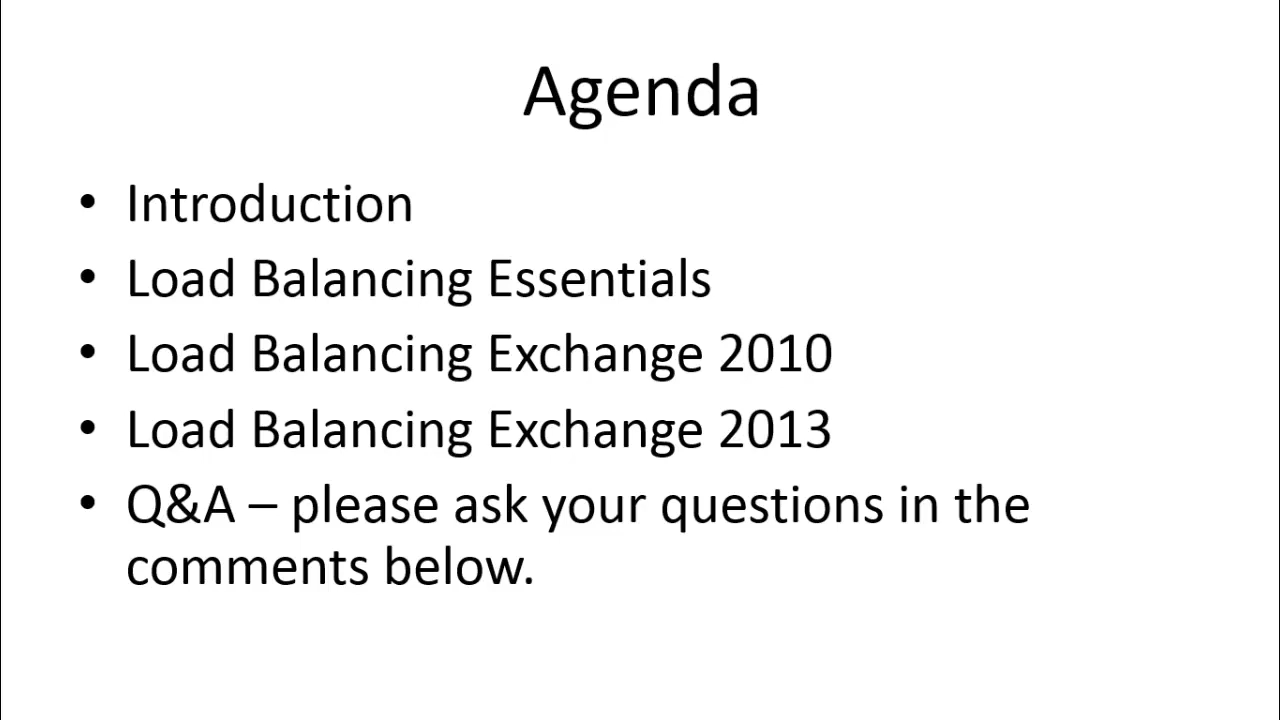 Agenda
• Introduction
• Load Balancing Essentials
• Load Balancing Exchange 2010
• Load Balancing Exchange 2013
• Q&A – please ask your questions in the
comments below.